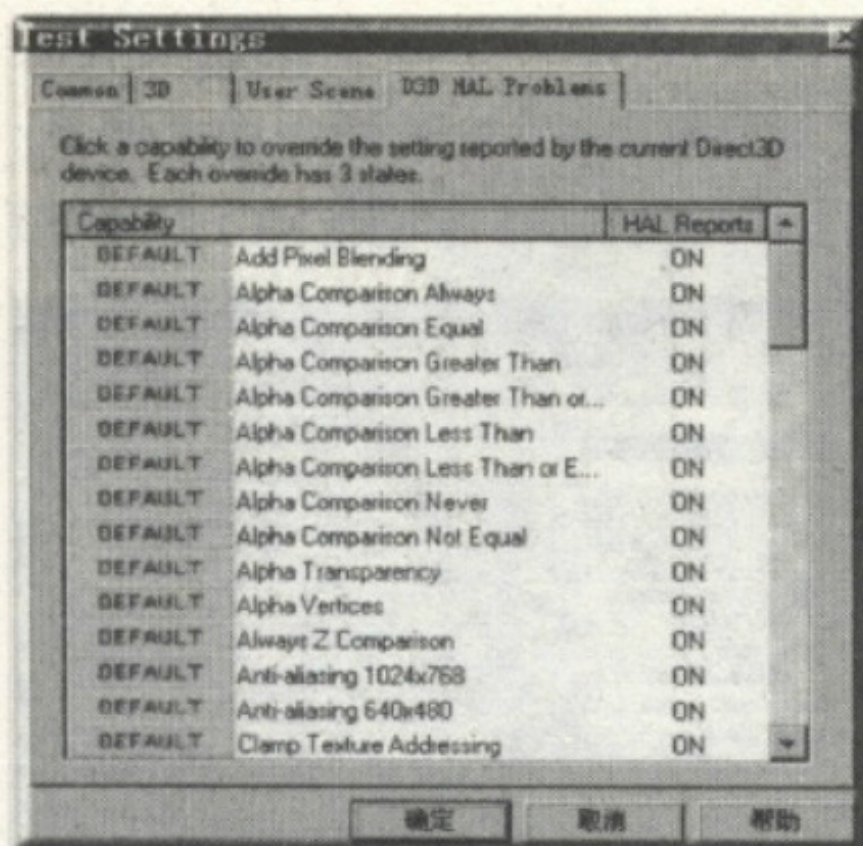 Test Settings
Common 3D User Scene D3D HAL Problems
Click a capability to override the setting reported by the current Direct3D
device. Each override has 3 states.
Capability HAL Reports
DEFAULT Add Pixel Blending ON
DEFAULT Alpha Comparison Always ON
DEFAULT Alpha Comparison Equal ON
DEFAULT Alpha Comparison Greater Than ON
DEFAULT Alpha Comparison Greater Than or... ON
DEFAULT Alpha Comparison Less Than ON
DEFAULT Alpha Comparison Less Than or E... ON
DEFAULT Alpha Comparison Never ON
DEFAULT Alpha Comparison Not Equal ON
DEFAULT Alpha Transparency ON
DEFAULT Alpha Vertices ON
DEFAULT Always Z Comparison ON
DEFAULT Anti-aliasing 1024x768 ON
DEFAULT Anti-aliasing 640x480 ON
DEFAULT Clamp Texture Addressing ON
确定 取消 帮助